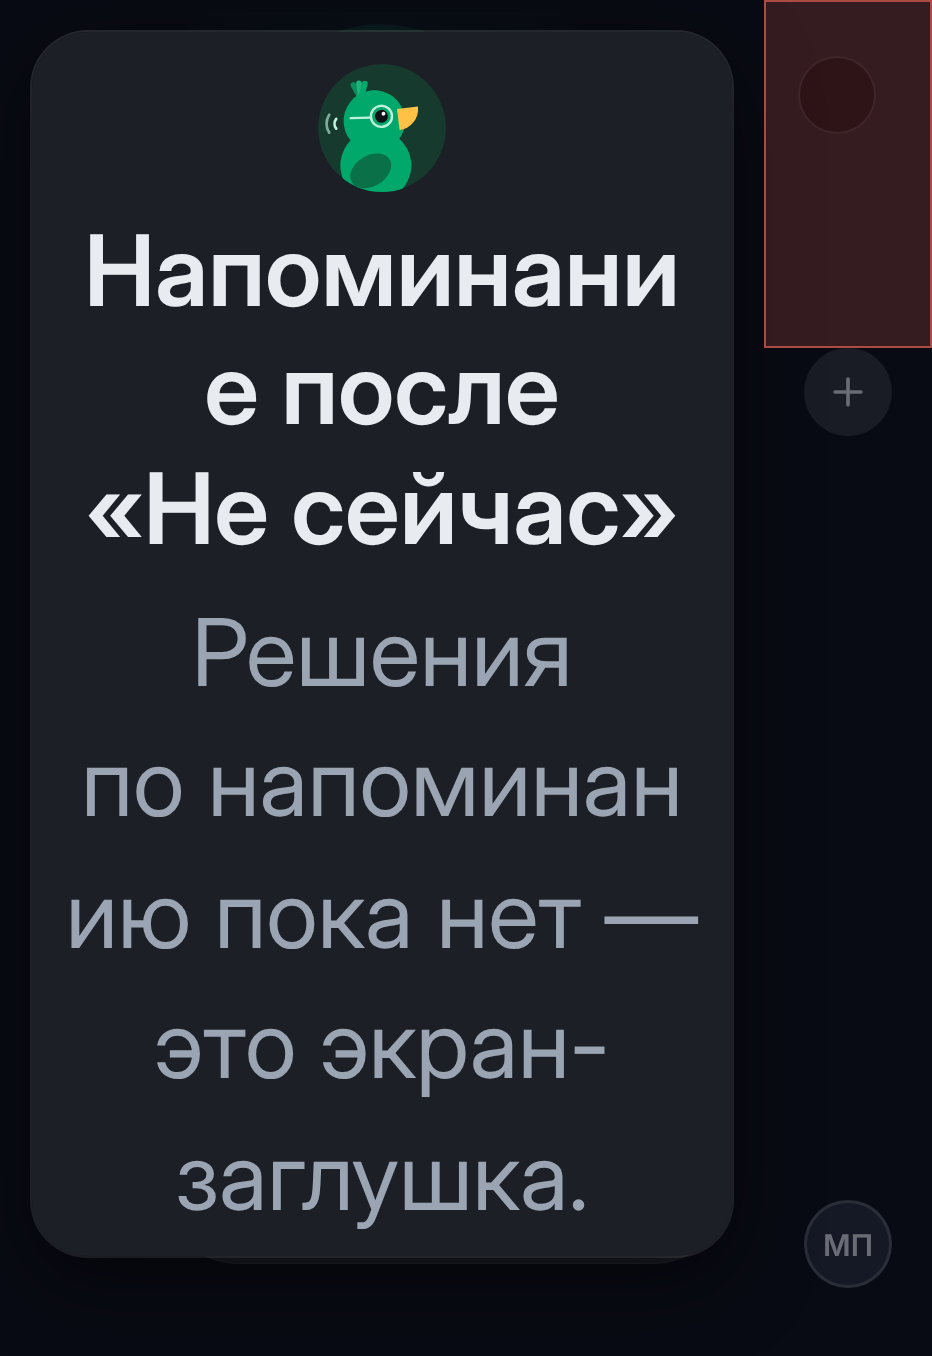 Напоминани
е после
«Не сейчас»
Решения
по напоминан
ию пока нет —
это экран-
заглушка.
МП